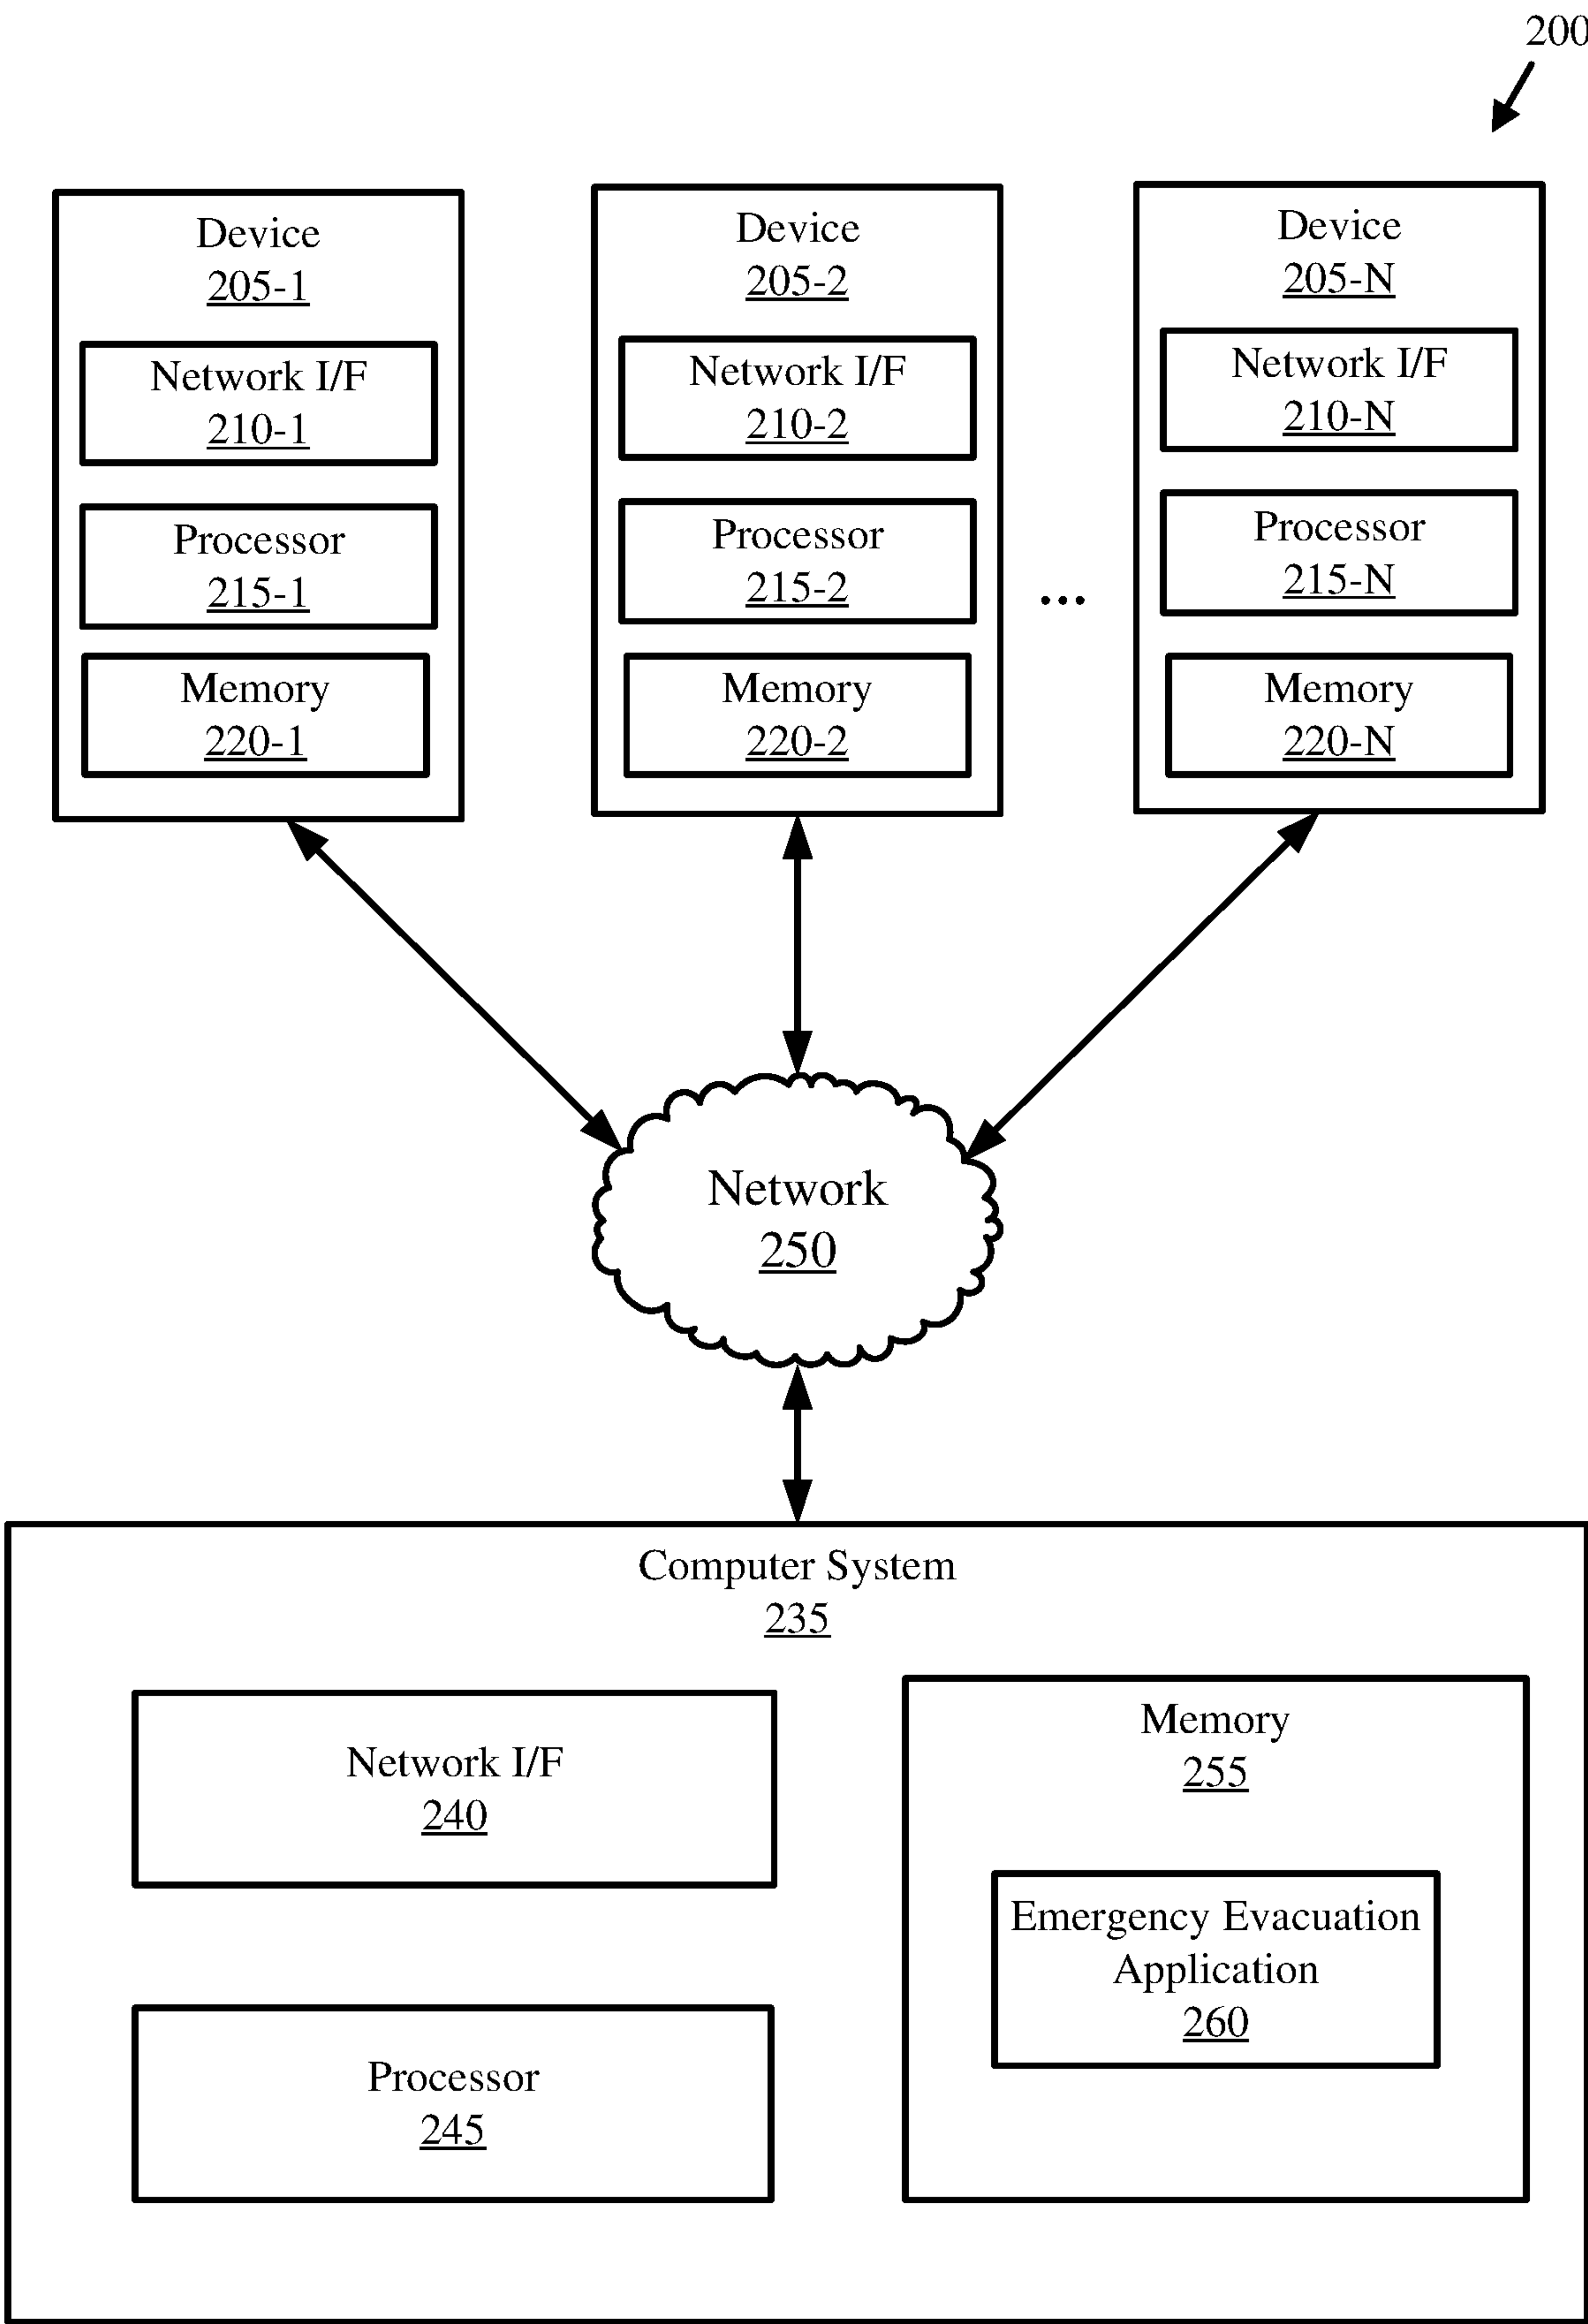 200
Device
205-1
Network I/F
210-1
Processor
215-1
Memory
220-1
Device
205-2
Network I/F
210-2
Processor
215-2
Memory
220-2
...
Device
205-N
Network I/F
210-N
Processor
215-N
Memory
220-N
Network
250
Computer System
235
Network I/F
240
Processor
245
Memory
255
Emergency Evacuation
Application
260